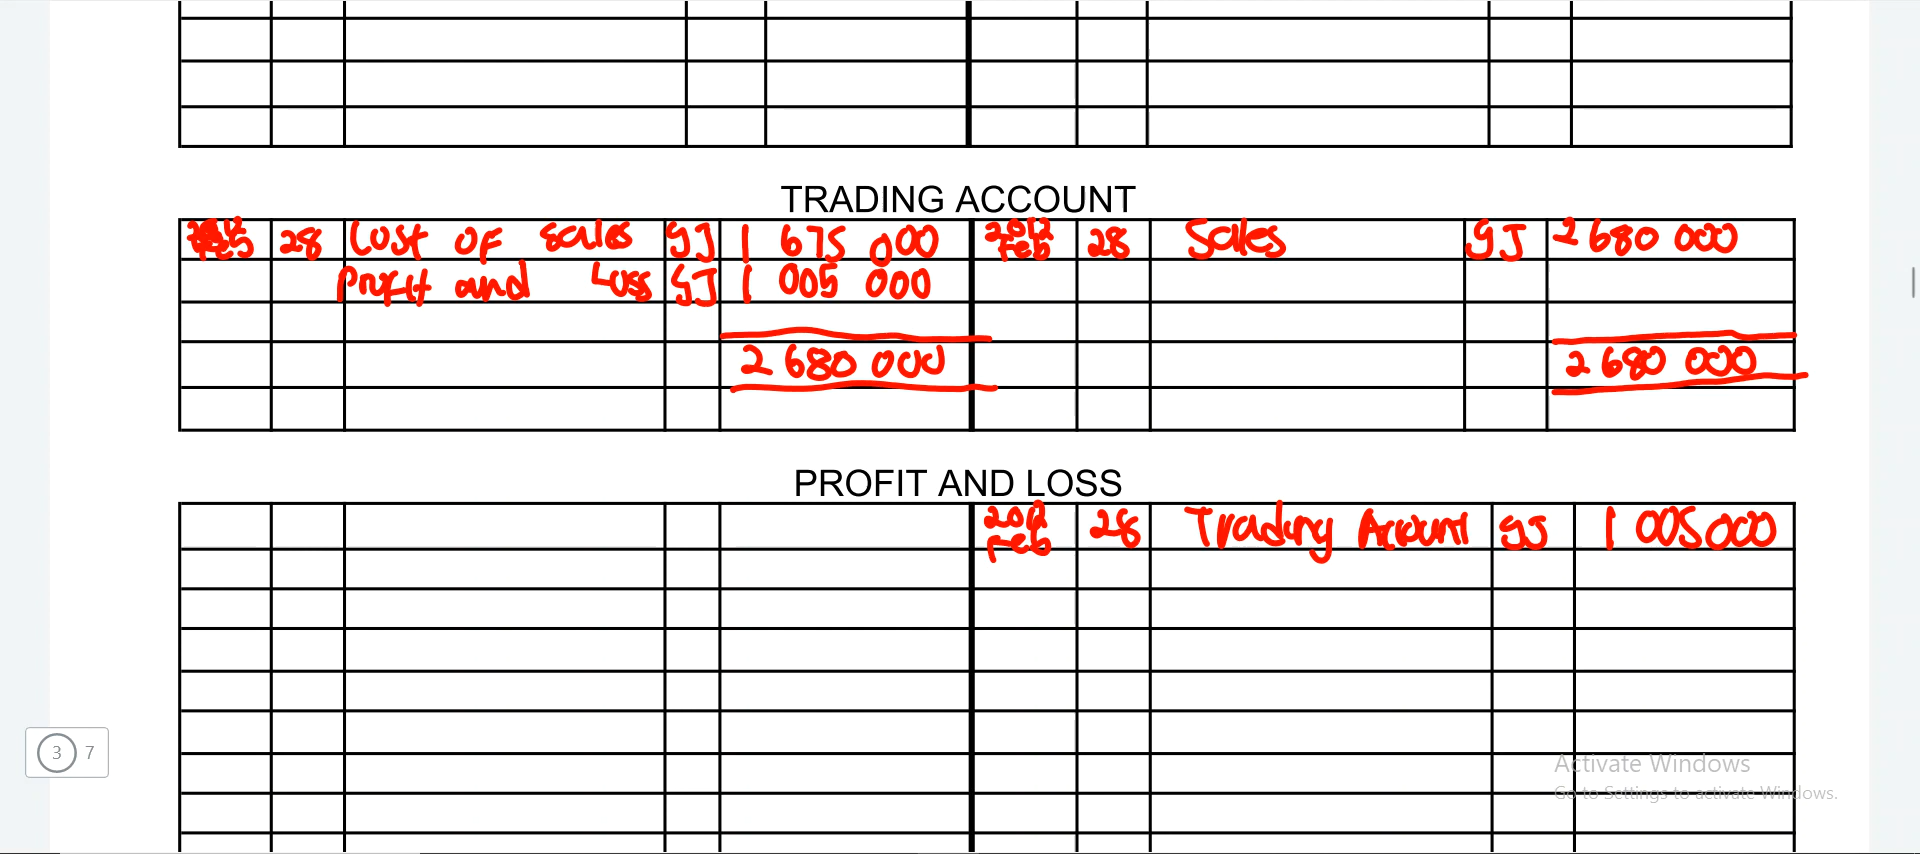 TRADING ACCOUNT
28 Cost of sales GJ 1 675 000 2012 Feb 28 Sales GJ 2 680 000
Profit and Loss GJ 1 005 000
2 680 000 2 680 000
PROFIT AND LOSS
2012 Feb 28 Trading Account GJ 1 005 000
3 7
Activate Windows
Go to Settings to activate Windows.